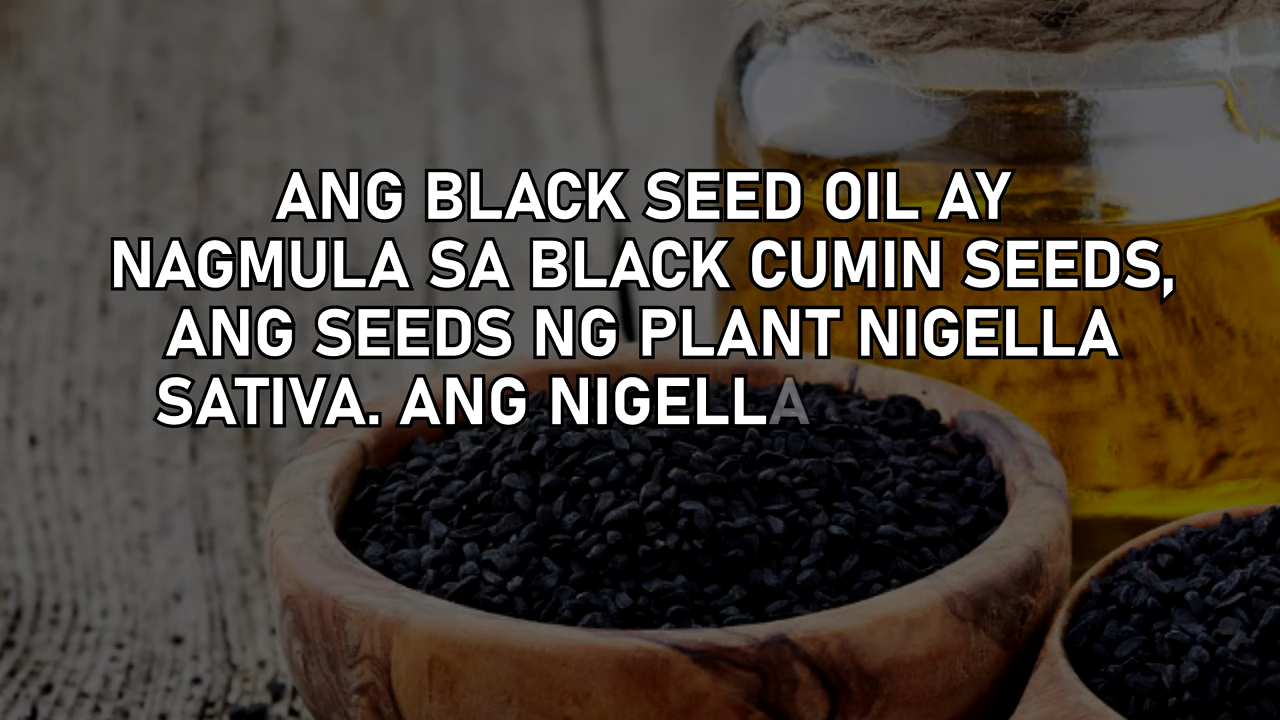 ANG BLACK SEED OIL AY
NAGMULA SA BLACK CUMIN SEEDS,
ANG SEEDS NG PLANT NIGELLA
SATIVA. ANG NIGELLA